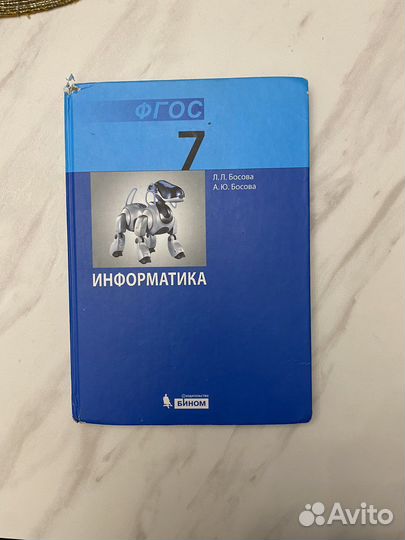 ФГОС
7
Л.Л. Босова
А.Ю. Босова
ИНФОРМАТИКА
Издательство
БИНОМ
Avito